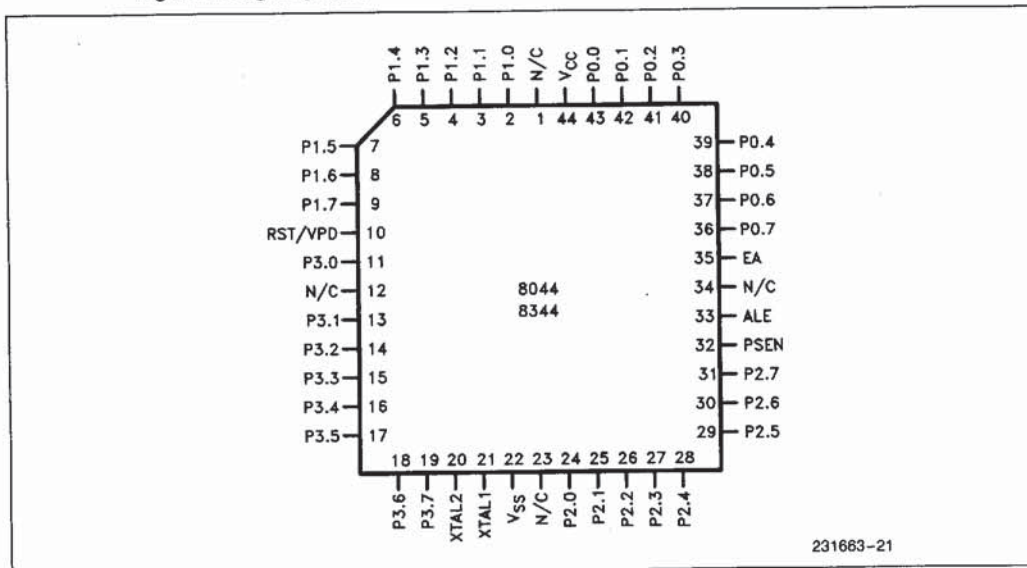 P1.4 P1.3 P1.2 P1.1 P1.0 N/C VCC P0.0 P0.1 P0.2 P0.3
6 5 4 3 2 1 44 43 42 41 40
P1.5 7
P1.6 8
P1.7 9
RST/VPD 10
P3.0 11
N/C 12
P3.1 13
P3.2 14
P3.3 15
P3.4 16
P3.5 17
8044
8344
39 P0.4
38 P0.5
37 P0.6
36 P0.7
35 EA
34 N/C
33 ALE
32 PSEN
31 P2.7
30 P2.6
29 P2.5
18 19 20 21 22 23 24 25 26 27 28
P3.6 P3.7 XTAL2 XTAL1 VSS N/C P2.0 P2.1 P2.2 P2.3 P2.4
231663-21